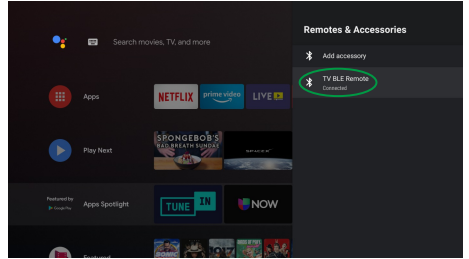 Search movies, TV, and more
Apps
NETFLIX
prime video
LIVE
Play Next
SPONGEBOB'S
BAD BREATH SUNDAE
Featured by
Google Play
Apps Spotlight
TUNE IN
NOW
Featured
Remotes & Accessories
Add accessory
TV BLE Remote
Connected